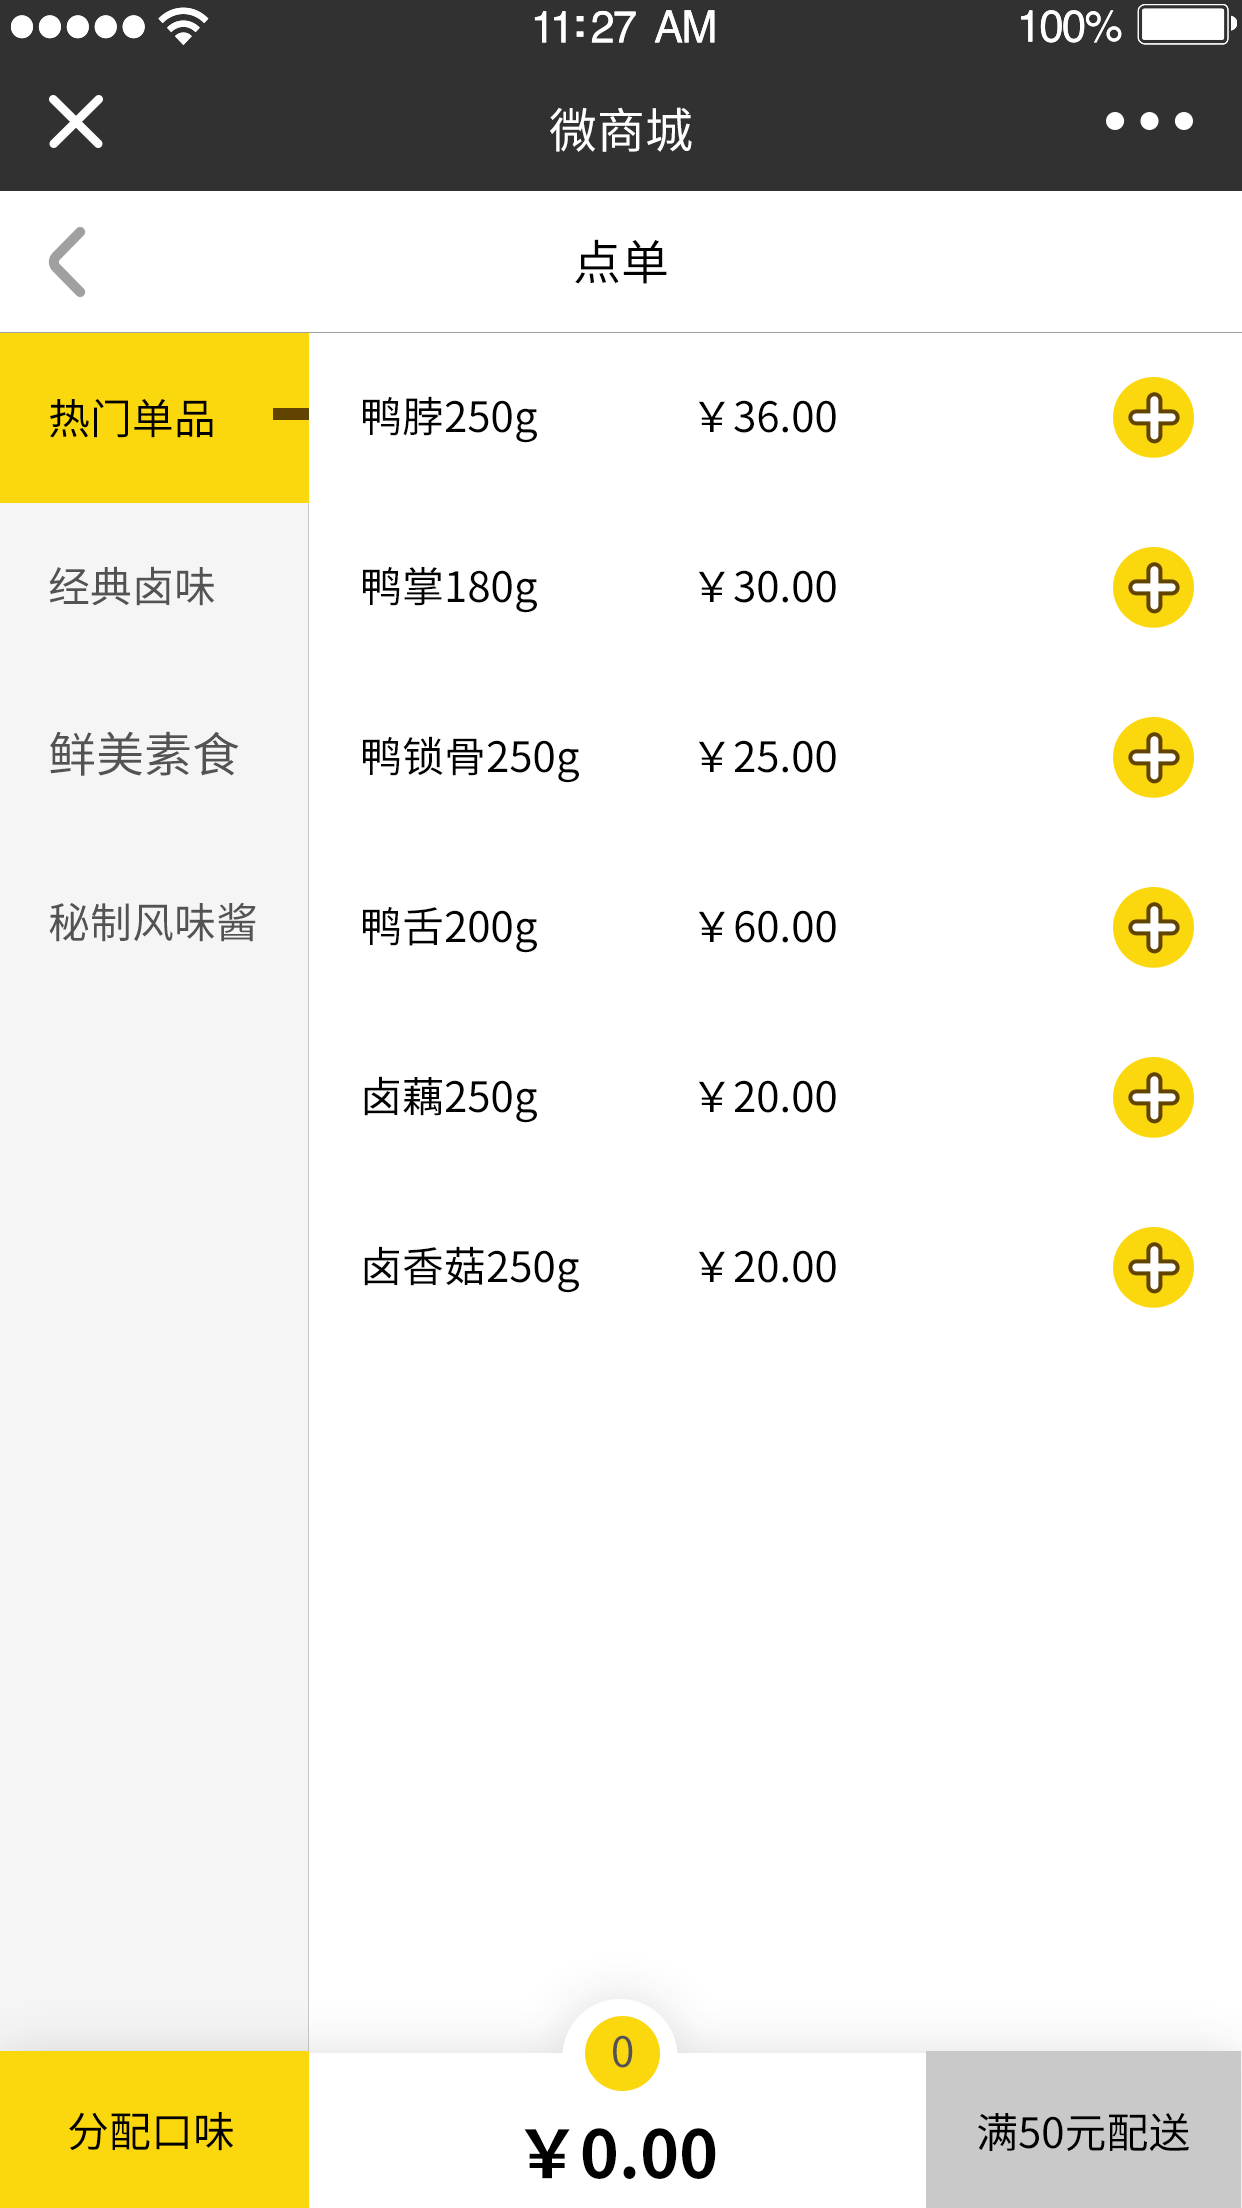 11:27 AM
100%
微商城
点单
热门单品
鸭脖250g ￥36.00
经典卤味
鸭掌180g ￥30.00
鲜美素食
鸭锁骨250g ￥25.00
秘制风味酱
鸭舌200g ￥60.00
卤藕250g ￥20.00
卤香菇250g ￥20.00
0
分配口味
￥0.00
满50元配送